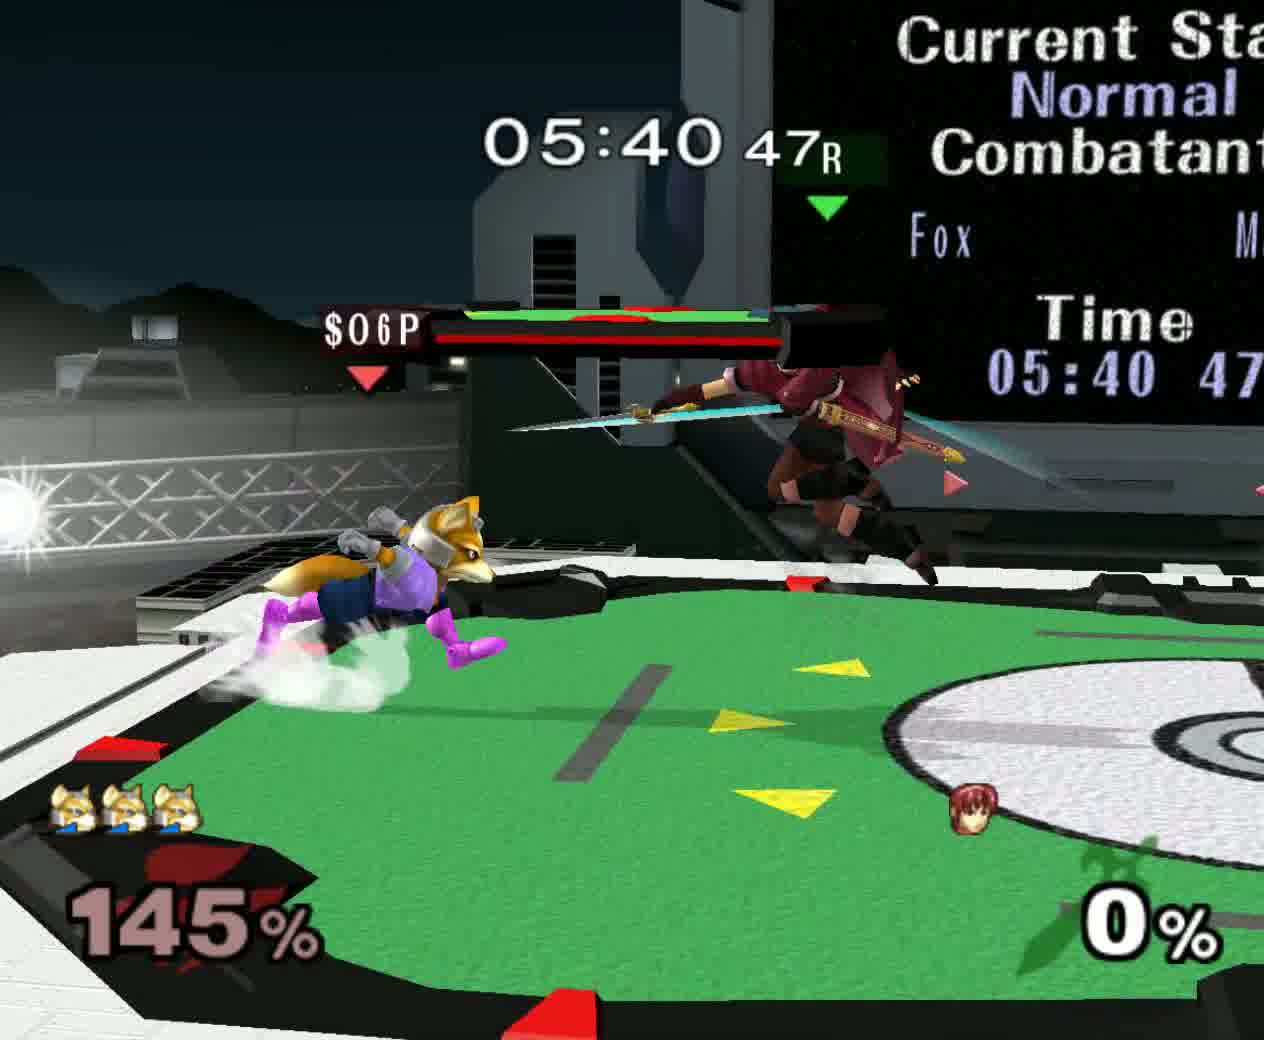 Current Sta
Normal
Combatant
Fox M
Time
05:40 47
05:40 47R
$06P
145%
0%